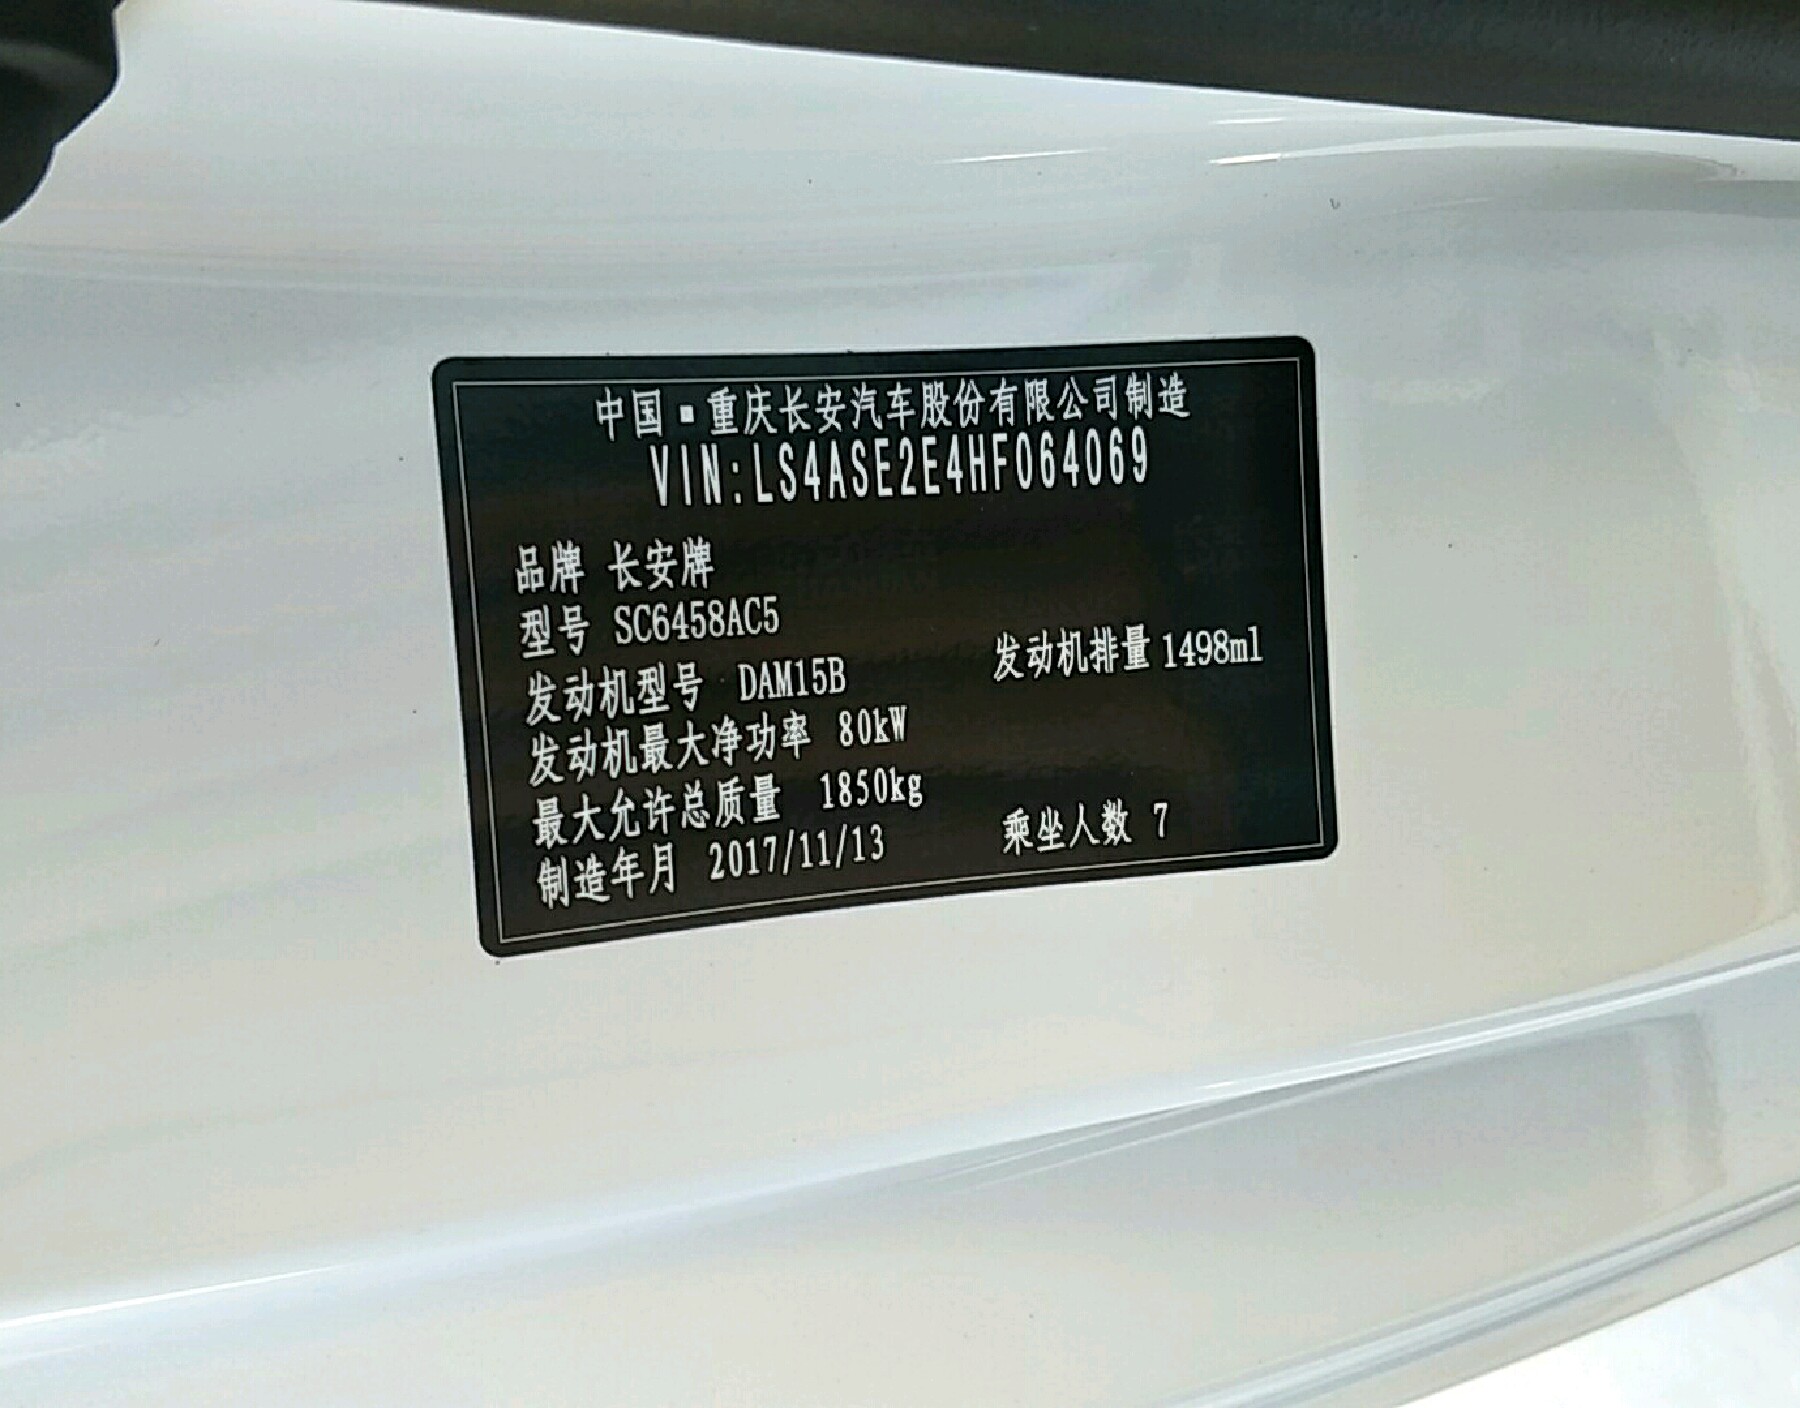 中国▪重庆长安汽车股份有限公司制造
VIN:LS4ASE2E4HF064069
品牌 长安牌
型号 SC6458AC5
发动机型号 DAM15B 发动机排量 1498ml
发动机最大净功率 80kW
最大允许总质量 1850kg
制造年月 2017/11/13 乘坐人数 7